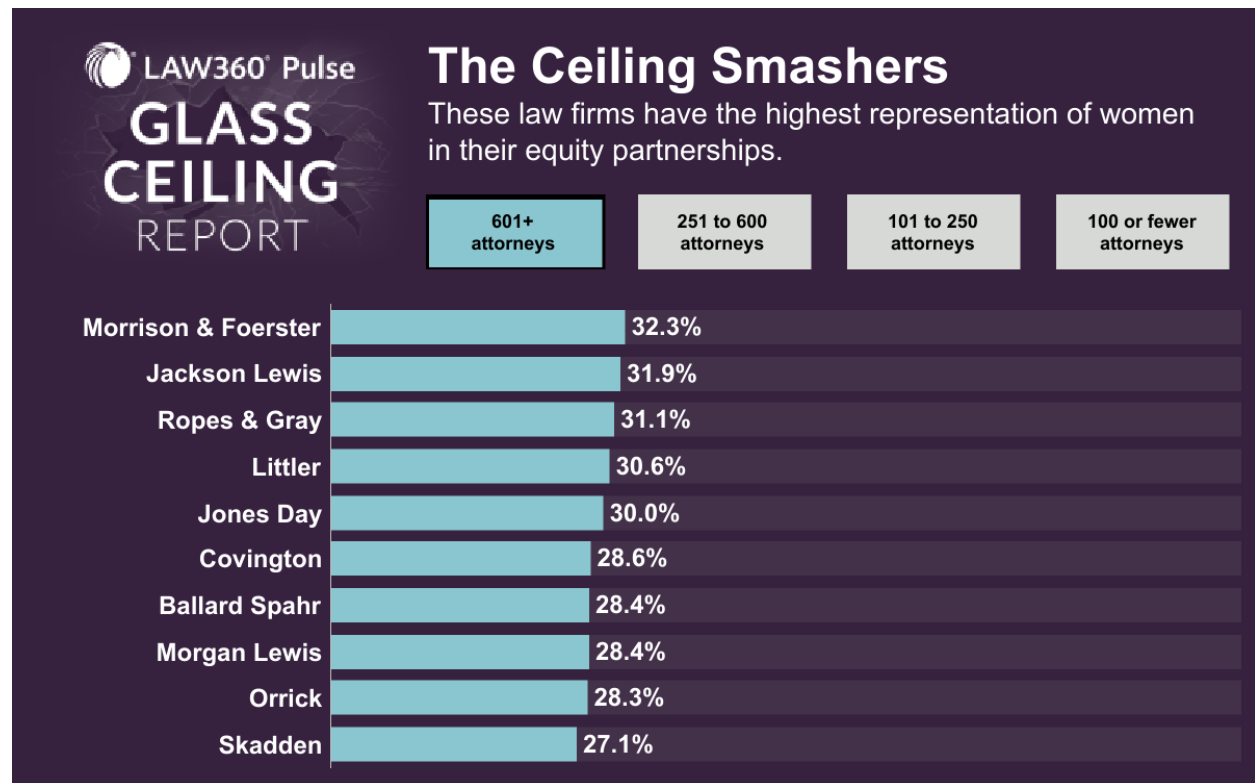 LAW360® Pulse
GLASS
CEILING
REPORT
The Ceiling Smashers
These law firms have the highest representation of women
in their equity partnerships.
601+
attorneys
251 to 600
attorneys
101 to 250
attorneys
100 or fewer
attorneys
Morrison & Foerster 32.3%
Jackson Lewis 31.9%
Ropes & Gray 31.1%
Littler 30.6%
Jones Day 30.0%
Covington 28.6%
Ballard Spahr 28.4%
Morgan Lewis 28.4%
Orrick 28.3%
Skadden 27.1%